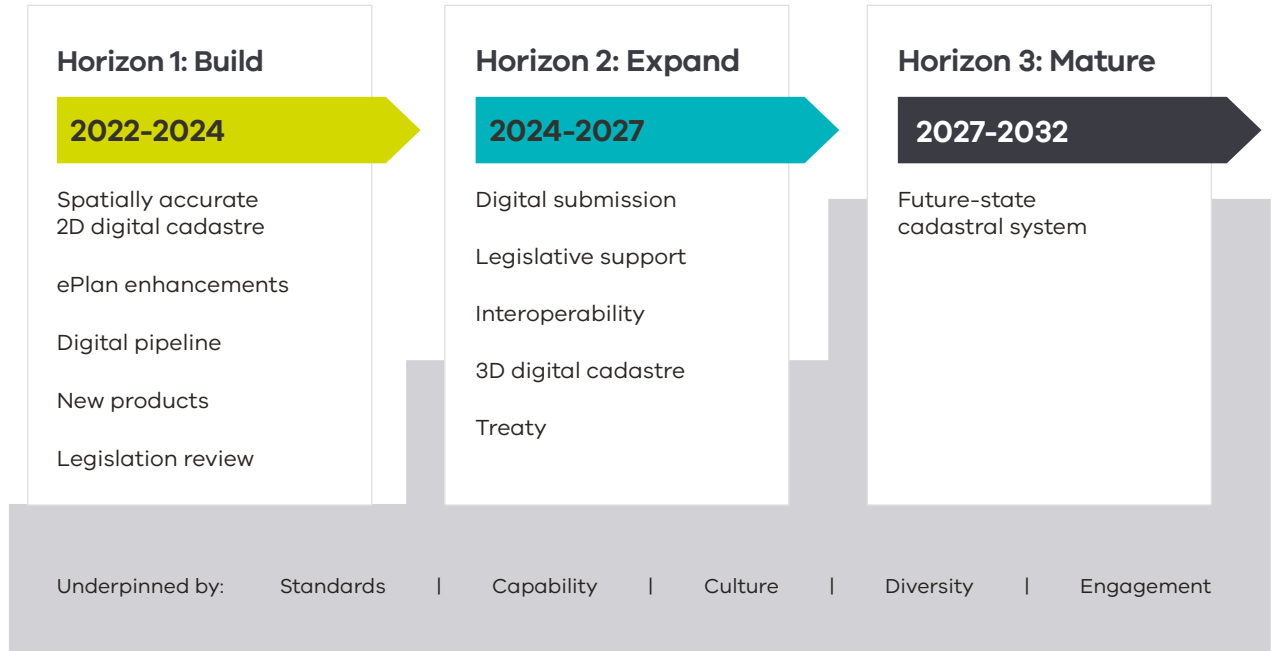 Horizon 1: Build
2022-2024
Spatially accurate
2D digital cadastre
ePlan enhancements
Digital pipeline
New products
Legislation review
Horizon 2: Expand
2024-2027
Digital submission
Legislative support
Interoperability
3D digital cadastre
Treaty
Horizon 3: Mature
2027-2032
Future-state
cadastral system
Underpinned by: Standards | Capability | Culture | Diversity | Engagement